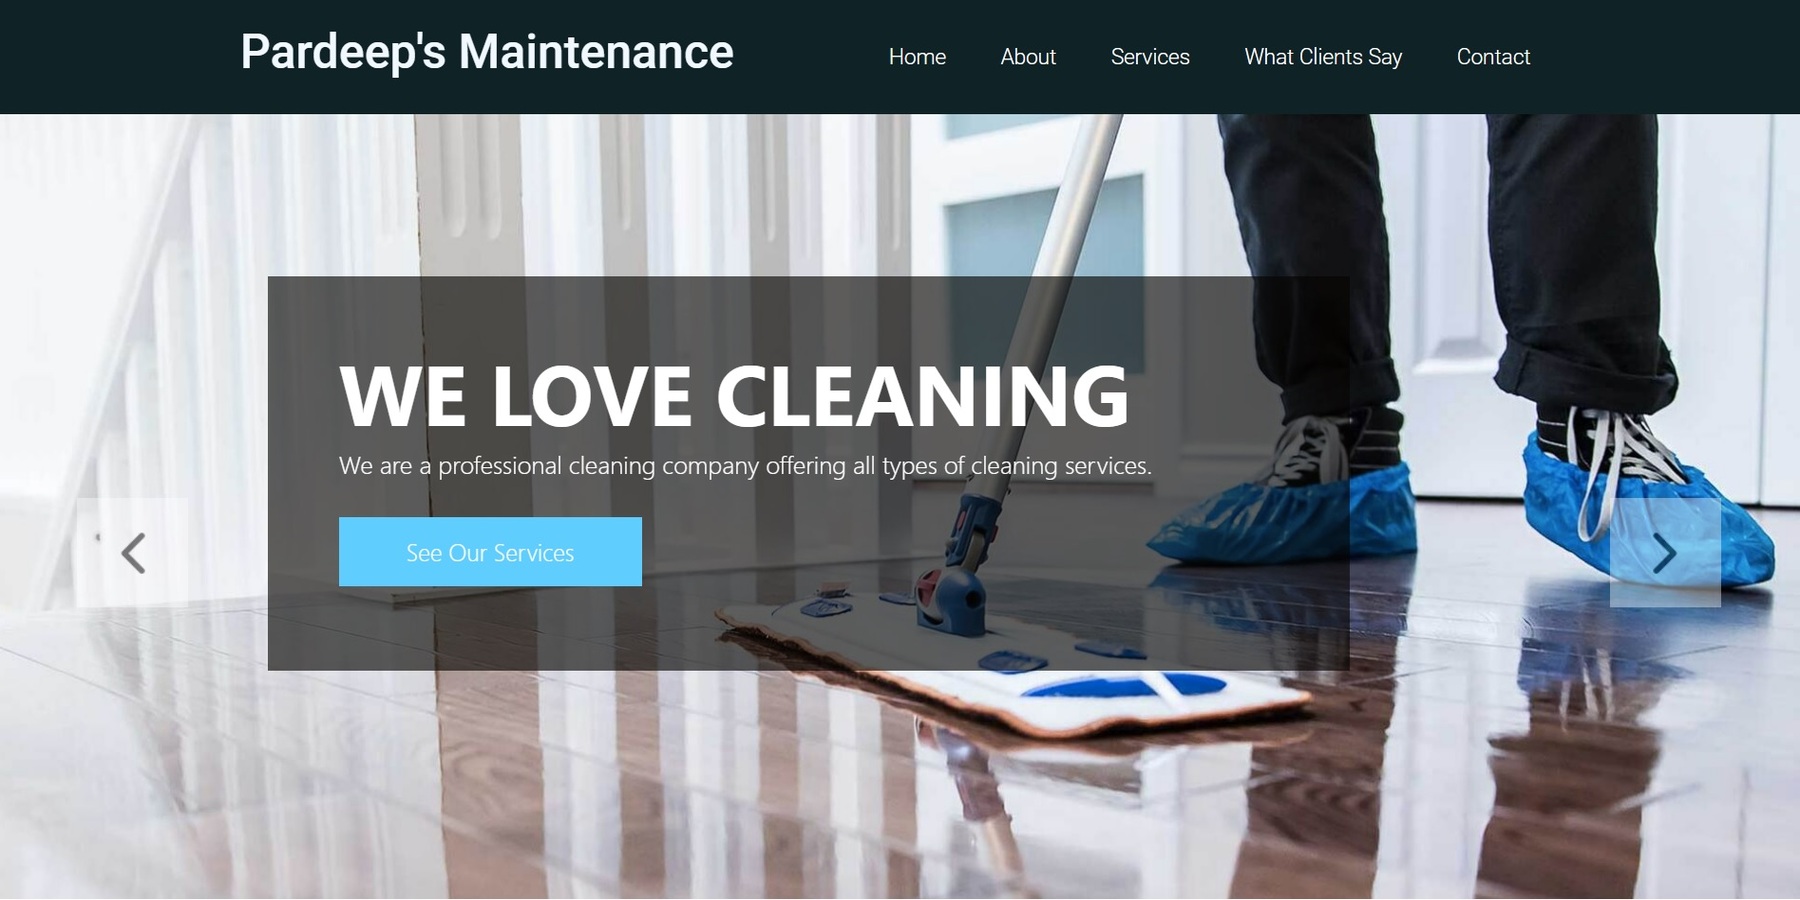 Pardeep's Maintenance
Home About Services What Clients Say Contact
WE LOVE CLEANING
We are a professional cleaning company offering all types of cleaning services.
See Our Services